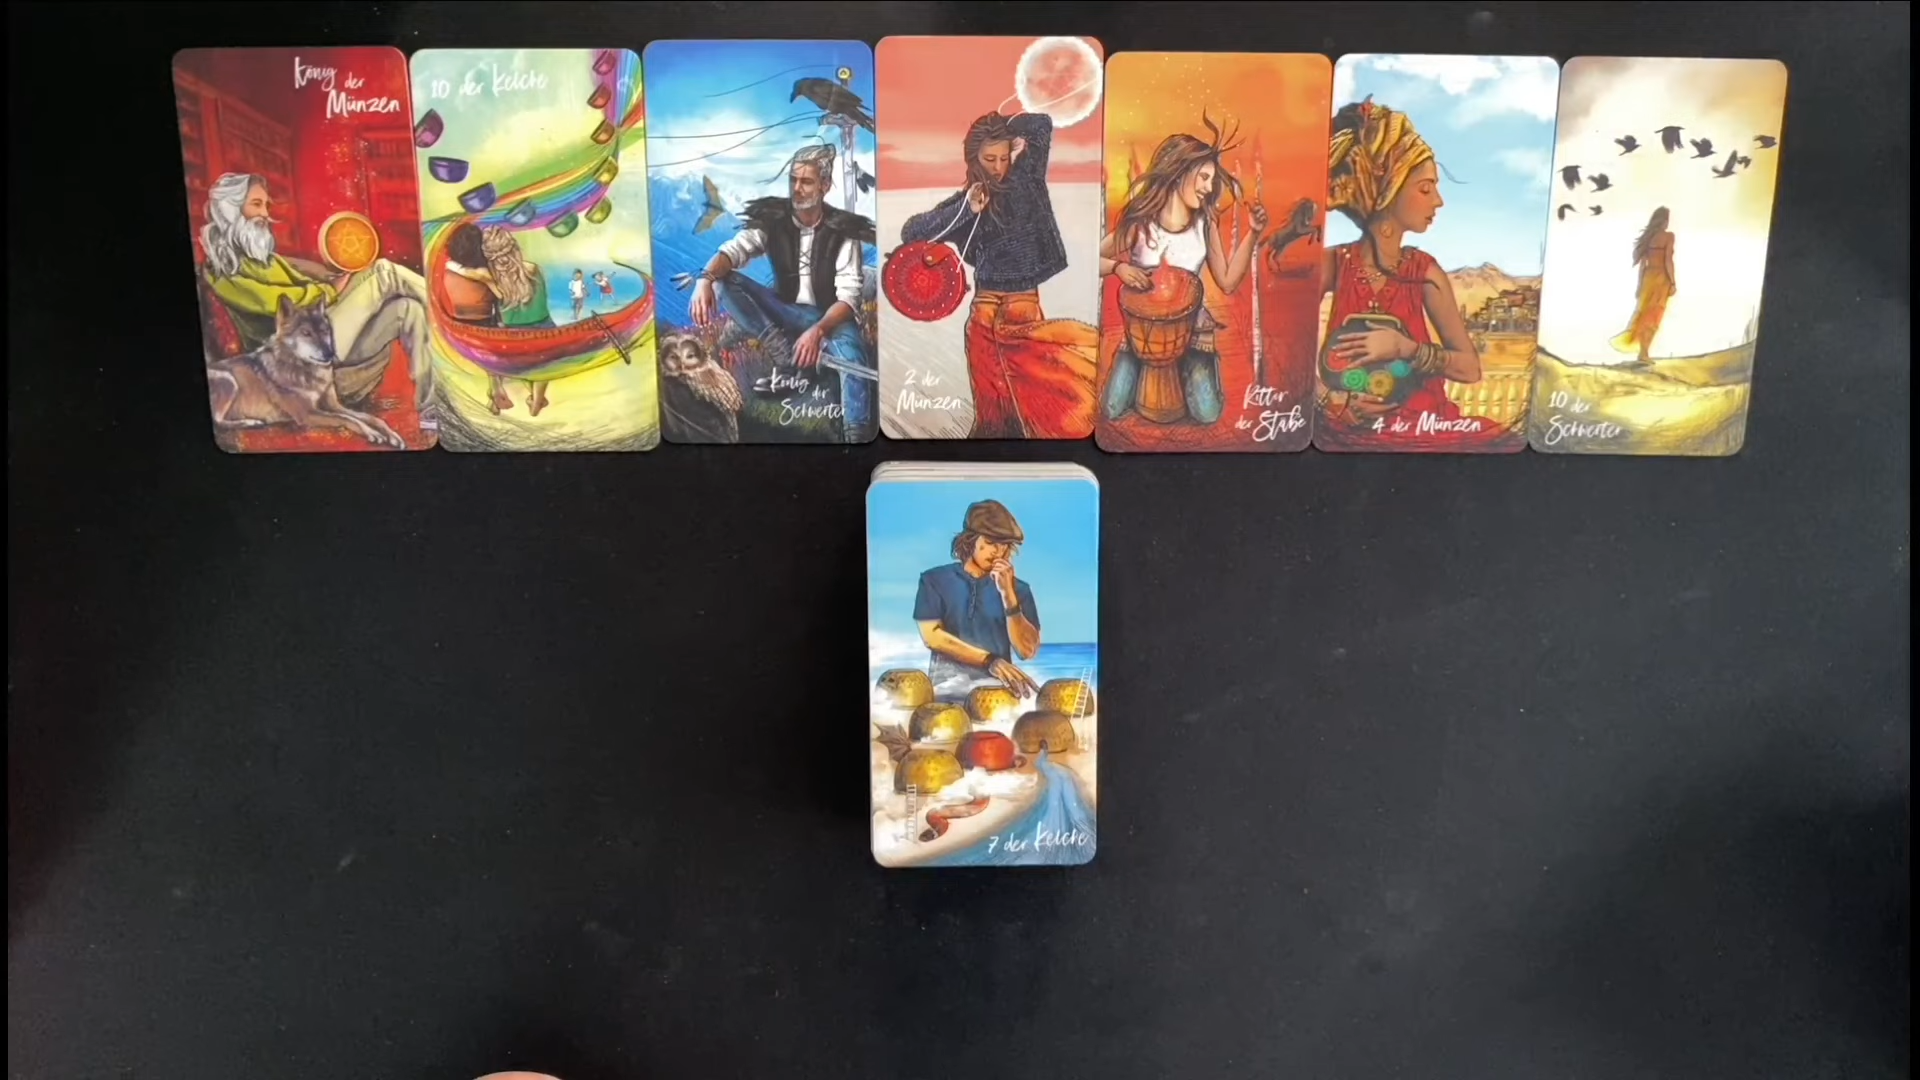 König
der
Münzen
10 der Kelche
König
der
Schwerter
2 der
Münzen
Ritter
der Stäbe
4 der Münzen
10 der
Schwerter
7 der Kelche